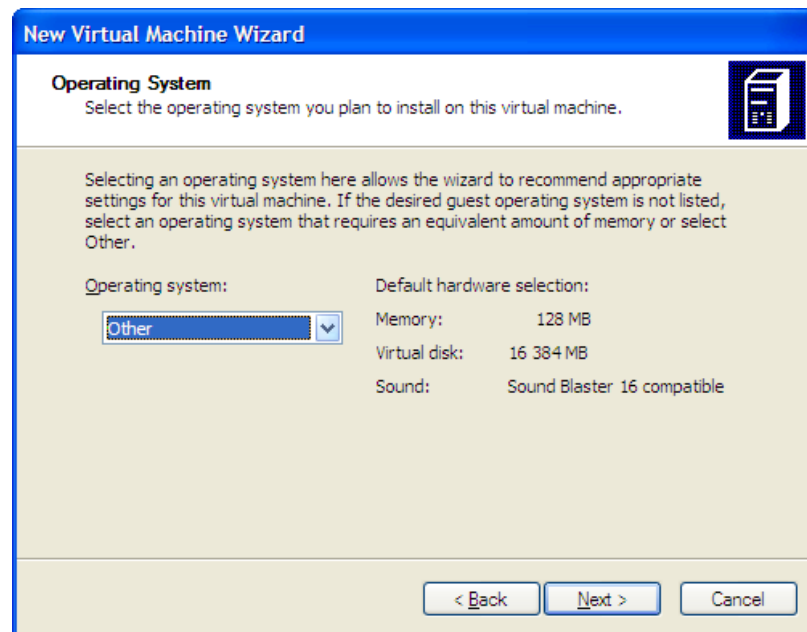 New Virtual Machine Wizard
Operating System
Select the operating system you plan to install on this virtual machine.
Selecting an operating system here allows the wizard to recommend appropriate
settings for this virtual machine. If the desired guest operating system is not listed,
select an operating system that requires an equivalent amount of memory or select
Other.
Operating system:
Default hardware selection:
Other
Memory: 128 MB
Virtual disk: 16 384 MB
Sound: Sound Blaster 16 compatible
< Back Next > Cancel